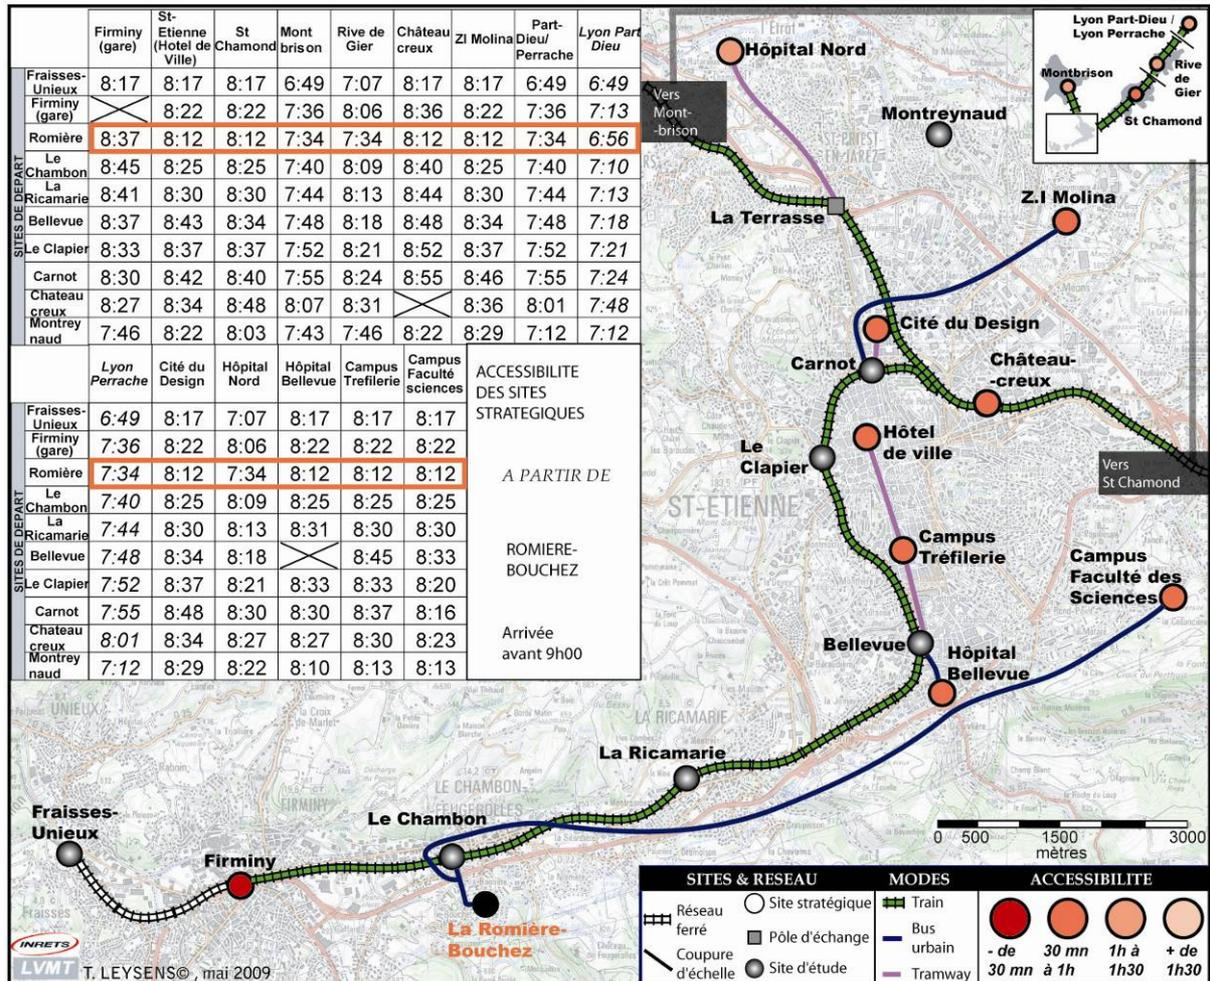 Firminy (gare) St-Etienne (Hotel de Ville) St Chamond Mont brison Rive de Gier Château creux ZI Molina Part-Dieu/ Perrache Lyon Part Dieu
SITES DE DEPART
Fraisses-Unieux 8:17 8:17 8:17 6:49 7:07 8:17 8:17 6:49 6:49
Firminy (gare) 8:22 8:22 7:36 8:06 8:36 8:22 7:36 7:13
Romière 8:37 8:12 8:12 7:34 7:34 8:12 8:12 7:34 6:56
Le Chambon 8:45 8:25 8:25 7:40 8:09 8:40 8:25 7:40 7:10
La Ricamarie 8:41 8:30 8:30 7:44 8:13 8:44 8:30 7:44 7:13
Bellevue 8:37 8:43 8:34 7:48 8:18 8:48 8:34 7:48 7:18
Le Clapier 8:33 8:37 8:37 7:52 8:21 8:52 8:37 7:52 7:21
Carnot 8:30 8:42 8:40 7:55 8:24 8:55 8:46 7:55 7:24
Chateau creux 8:27 8:34 8:48 8:07 8:31 8:36 8:01 7:48
Montrey naud 7:46 8:22 8:03 7:43 7:46 8:22 8:29 7:12 7:12
Lyon Perrache Cité du Design Hôpital Nord Hôpital Bellevue Campus Trefilerie Campus Faculté sciences
SITES DE DEPART
Fraisses-Unieux 6:49 8:17 7:07 8:17 8:17 8:17
Firminy (gare) 7:36 8:22 8:06 8:22 8:22 8:22
Romière 7:34 8:12 7:34 8:12 8:12 8:12
Le Chambon 7:40 8:25 8:09 8:25 8:25 8:25
La Ricamarie 7:44 8:30 8:13 8:31 8:30 8:30
Bellevue 7:48 8:34 8:18 8:45 8:33
Le Clapier 7:52 8:37 8:21 8:33 8:33 8:20
Carnot 7:55 8:48 8:30 8:30 8:37 8:16
Chateau creux 8:01 8:34 8:27 8:27 8:30 8:23
Montrey naud 7:12 8:29 8:22 8:10 8:13 8:13
ACCESSIBILITE
DES SITES
STRATEGIQUES
A PARTIR DE
ROMIERE-
BOUCHEZ
Arrivée
avant 9h00
Hôpital Nord
Vers
Mont-
-brison
Montreynaud
Lyon Part-Dieu
Lyon Perrache
Montbrison
Rive
de
Gier
St Chamond
La Terrasse
Z.I Molina
Cité du Design
Carnot
Château-
-creux
Le
Clapier
Hôtel
de ville
Vers
St Chamond
ST-ETIENNE
Campus
Tréfilerie
Campus
Faculté des
Sciences
Bellevue
Hôpital
Bellevue
LA RICAMARIE
UNIEUX
La Ricamarie
LE CHAMBON-
FEUGEROLLES
FIRMINY
Le Chambon
Fraisses-
Unieux
Firminy
Fraisses
La Romière-
Bouchez
0 500 1500 3000
mètres
SITES & RESEAU
Réseau
ferré
Coupure
d'échelle
Site stratégique
Pôle d'échange
Site d'étude
MODES
Train
Bus
urbain
Tramway
ACCESSIBILITE
- de
30 mn
30 mn
à 1h
1h à
1h30
+ de
1h30
INRETS
LVMT
T. LEYSENS© , mai 2009